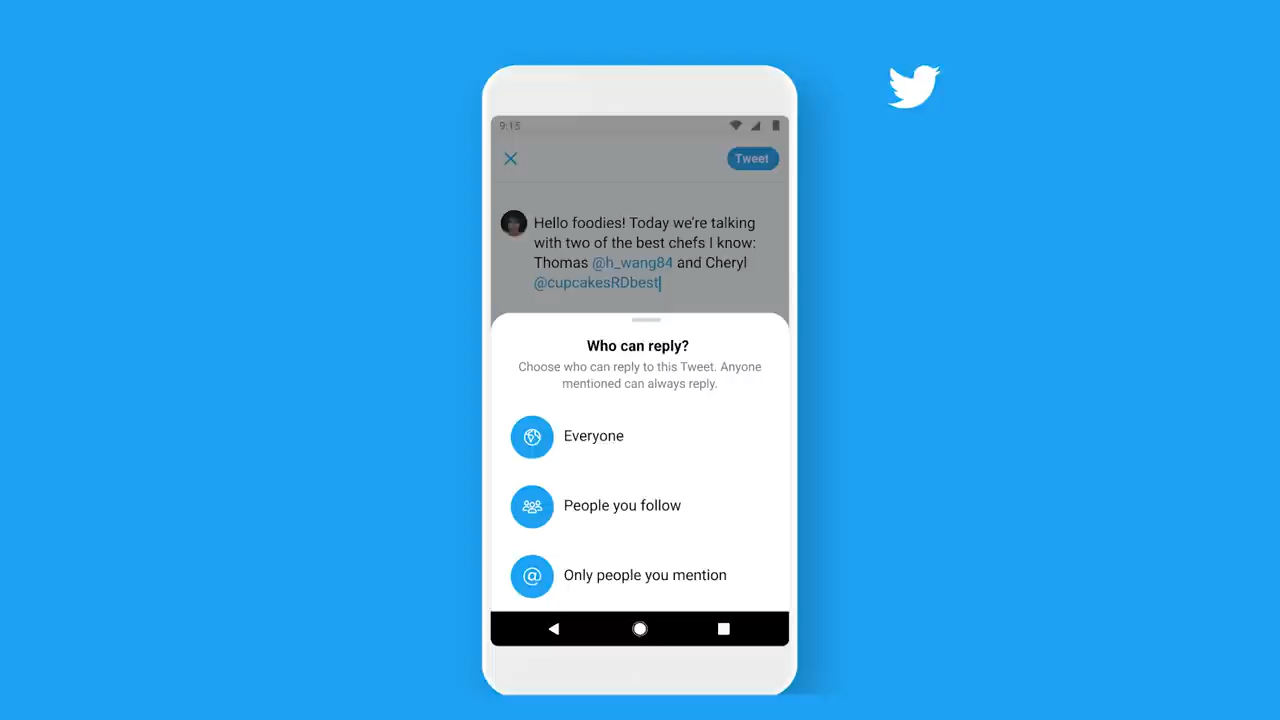 9:15
Tweet
Hello foodies! Today we're talking
with two of the best chefs I know:
Thomas @h_wang84 and Cheryl
@cupcakesRDbest
Who can reply?
Choose who can reply to this Tweet. Anyone
mentioned can always reply.
Everyone
People you follow
@
Only people you mention